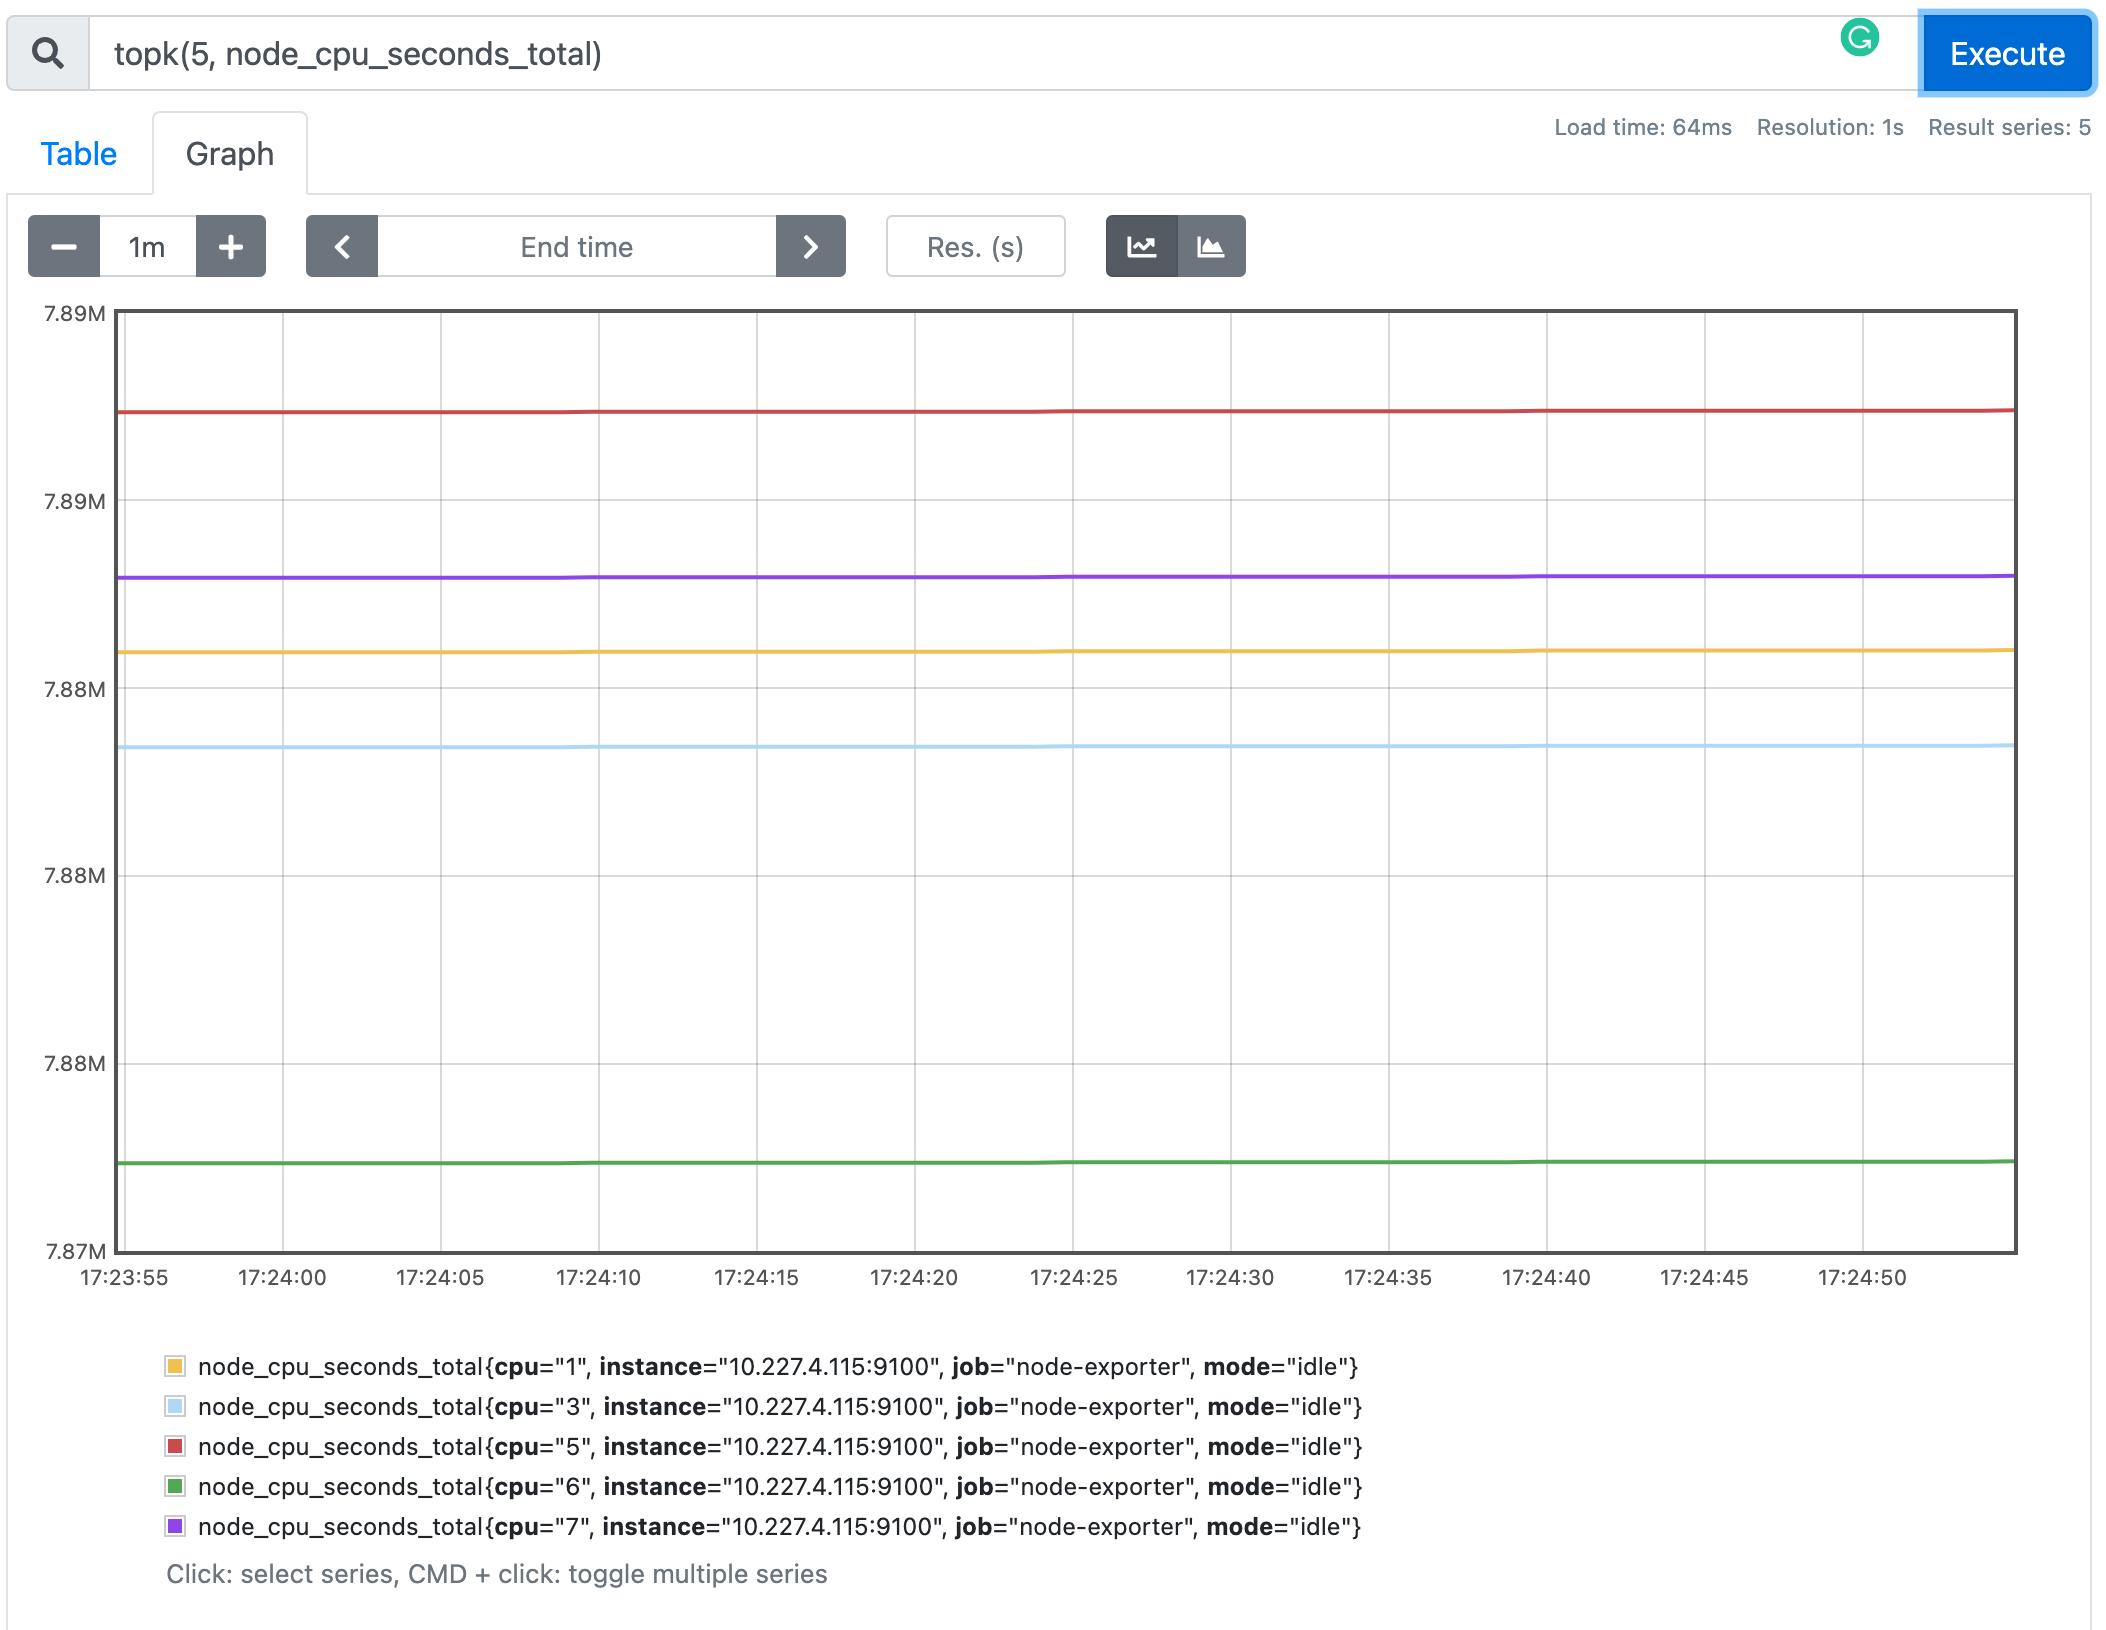 topk(5, node_cpu_seconds_total)
Execute
Table
Graph
Load time: 64ms Resolution: 1s Result series: 5
1m
End time
Res. (s)
7.89M
7.89M
7.88M
7.88M
7.88M
7.87M
17:23:55 17:24:00 17:24:05 17:24:10 17:24:15 17:24:20 17:24:25 17:24:30 17:24:35 17:24:40 17:24:45 17:24:50
node_cpu_seconds_total{cpu="1", instance="10.227.4.115:9100", job="node-exporter", mode="idle"}
node_cpu_seconds_total{cpu="3", instance="10.227.4.115:9100", job="node-exporter", mode="idle"}
node_cpu_seconds_total{cpu="5", instance="10.227.4.115:9100", job="node-exporter", mode="idle"}
node_cpu_seconds_total{cpu="6", instance="10.227.4.115:9100", job="node-exporter", mode="idle"}
node_cpu_seconds_total{cpu="7", instance="10.227.4.115:9100", job="node-exporter", mode="idle"}
Click: select series, CMD + click: toggle multiple series